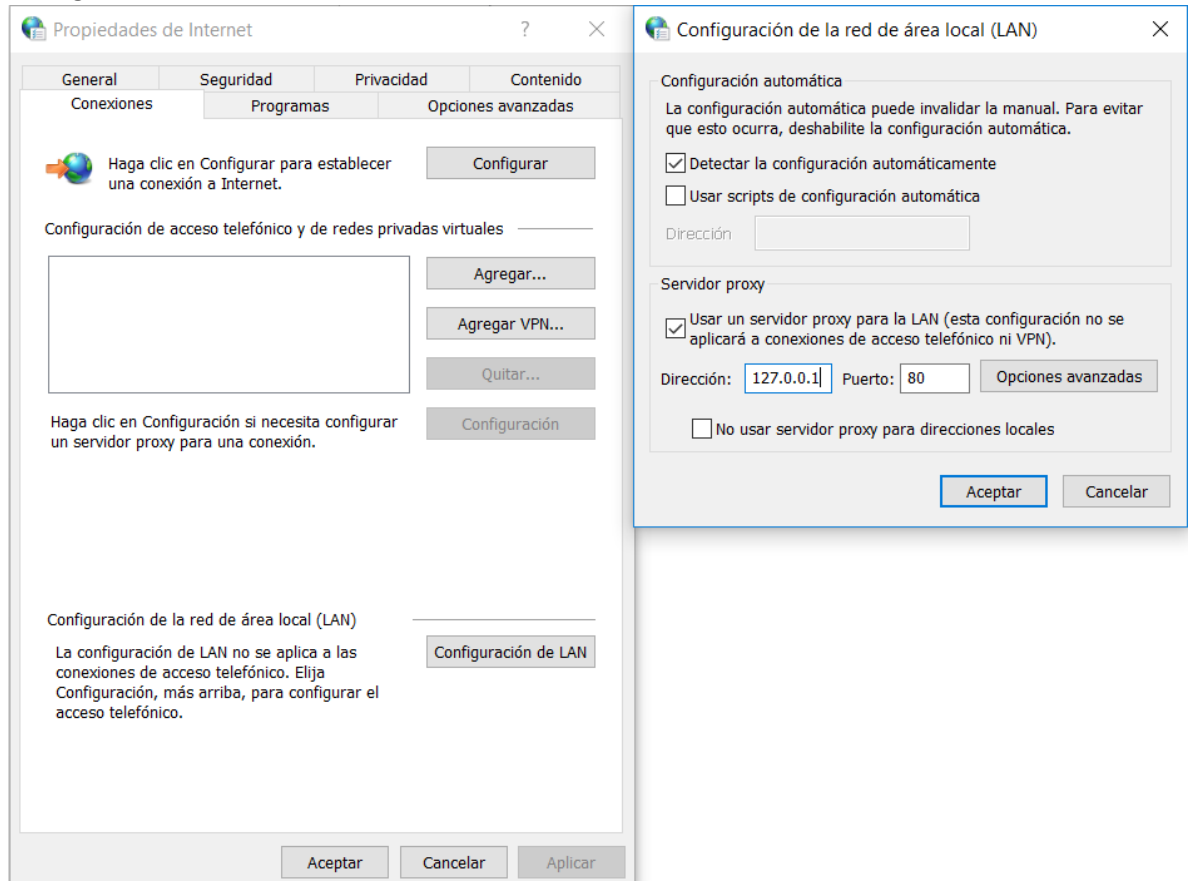 Propiedades de Internet
?
General
Seguridad
Privacidad
Contenido
Conexiones
Programas
Opciones avanzadas
Haga clic en Configurar para establecer
una conexión a Internet.
Configurar
Configuración de acceso telefónico y de redes privadas virtuales
Agregar...
Agregar VPN...
Quitar...
Haga clic en Configuración si necesita configurar
un servidor proxy para una conexión.
Configuración
Configuración de la red de área local (LAN)
La configuración de LAN no se aplica a las
conexiones de acceso telefónico. Elija
Configuración, más arriba, para configurar el
acceso telefónico.
Configuración de LAN
Aceptar
Cancelar
Aplicar
Configuración de la red de área local (LAN)
Configuración automática
La configuración automática puede invalidar la manual. Para evitar
que esto ocurra, deshabilite la configuración automática.
Detectar la configuración automáticamente
Usar scripts de configuración automática
Dirección
Servidor proxy
Usar un servidor proxy para la LAN (esta configuración no se
aplicará a conexiones de acceso telefónico ni VPN).
Dirección: 127.0.0.1 Puerto: 80 Opciones avanzadas
No usar servidor proxy para direcciones locales
Aceptar
Cancelar